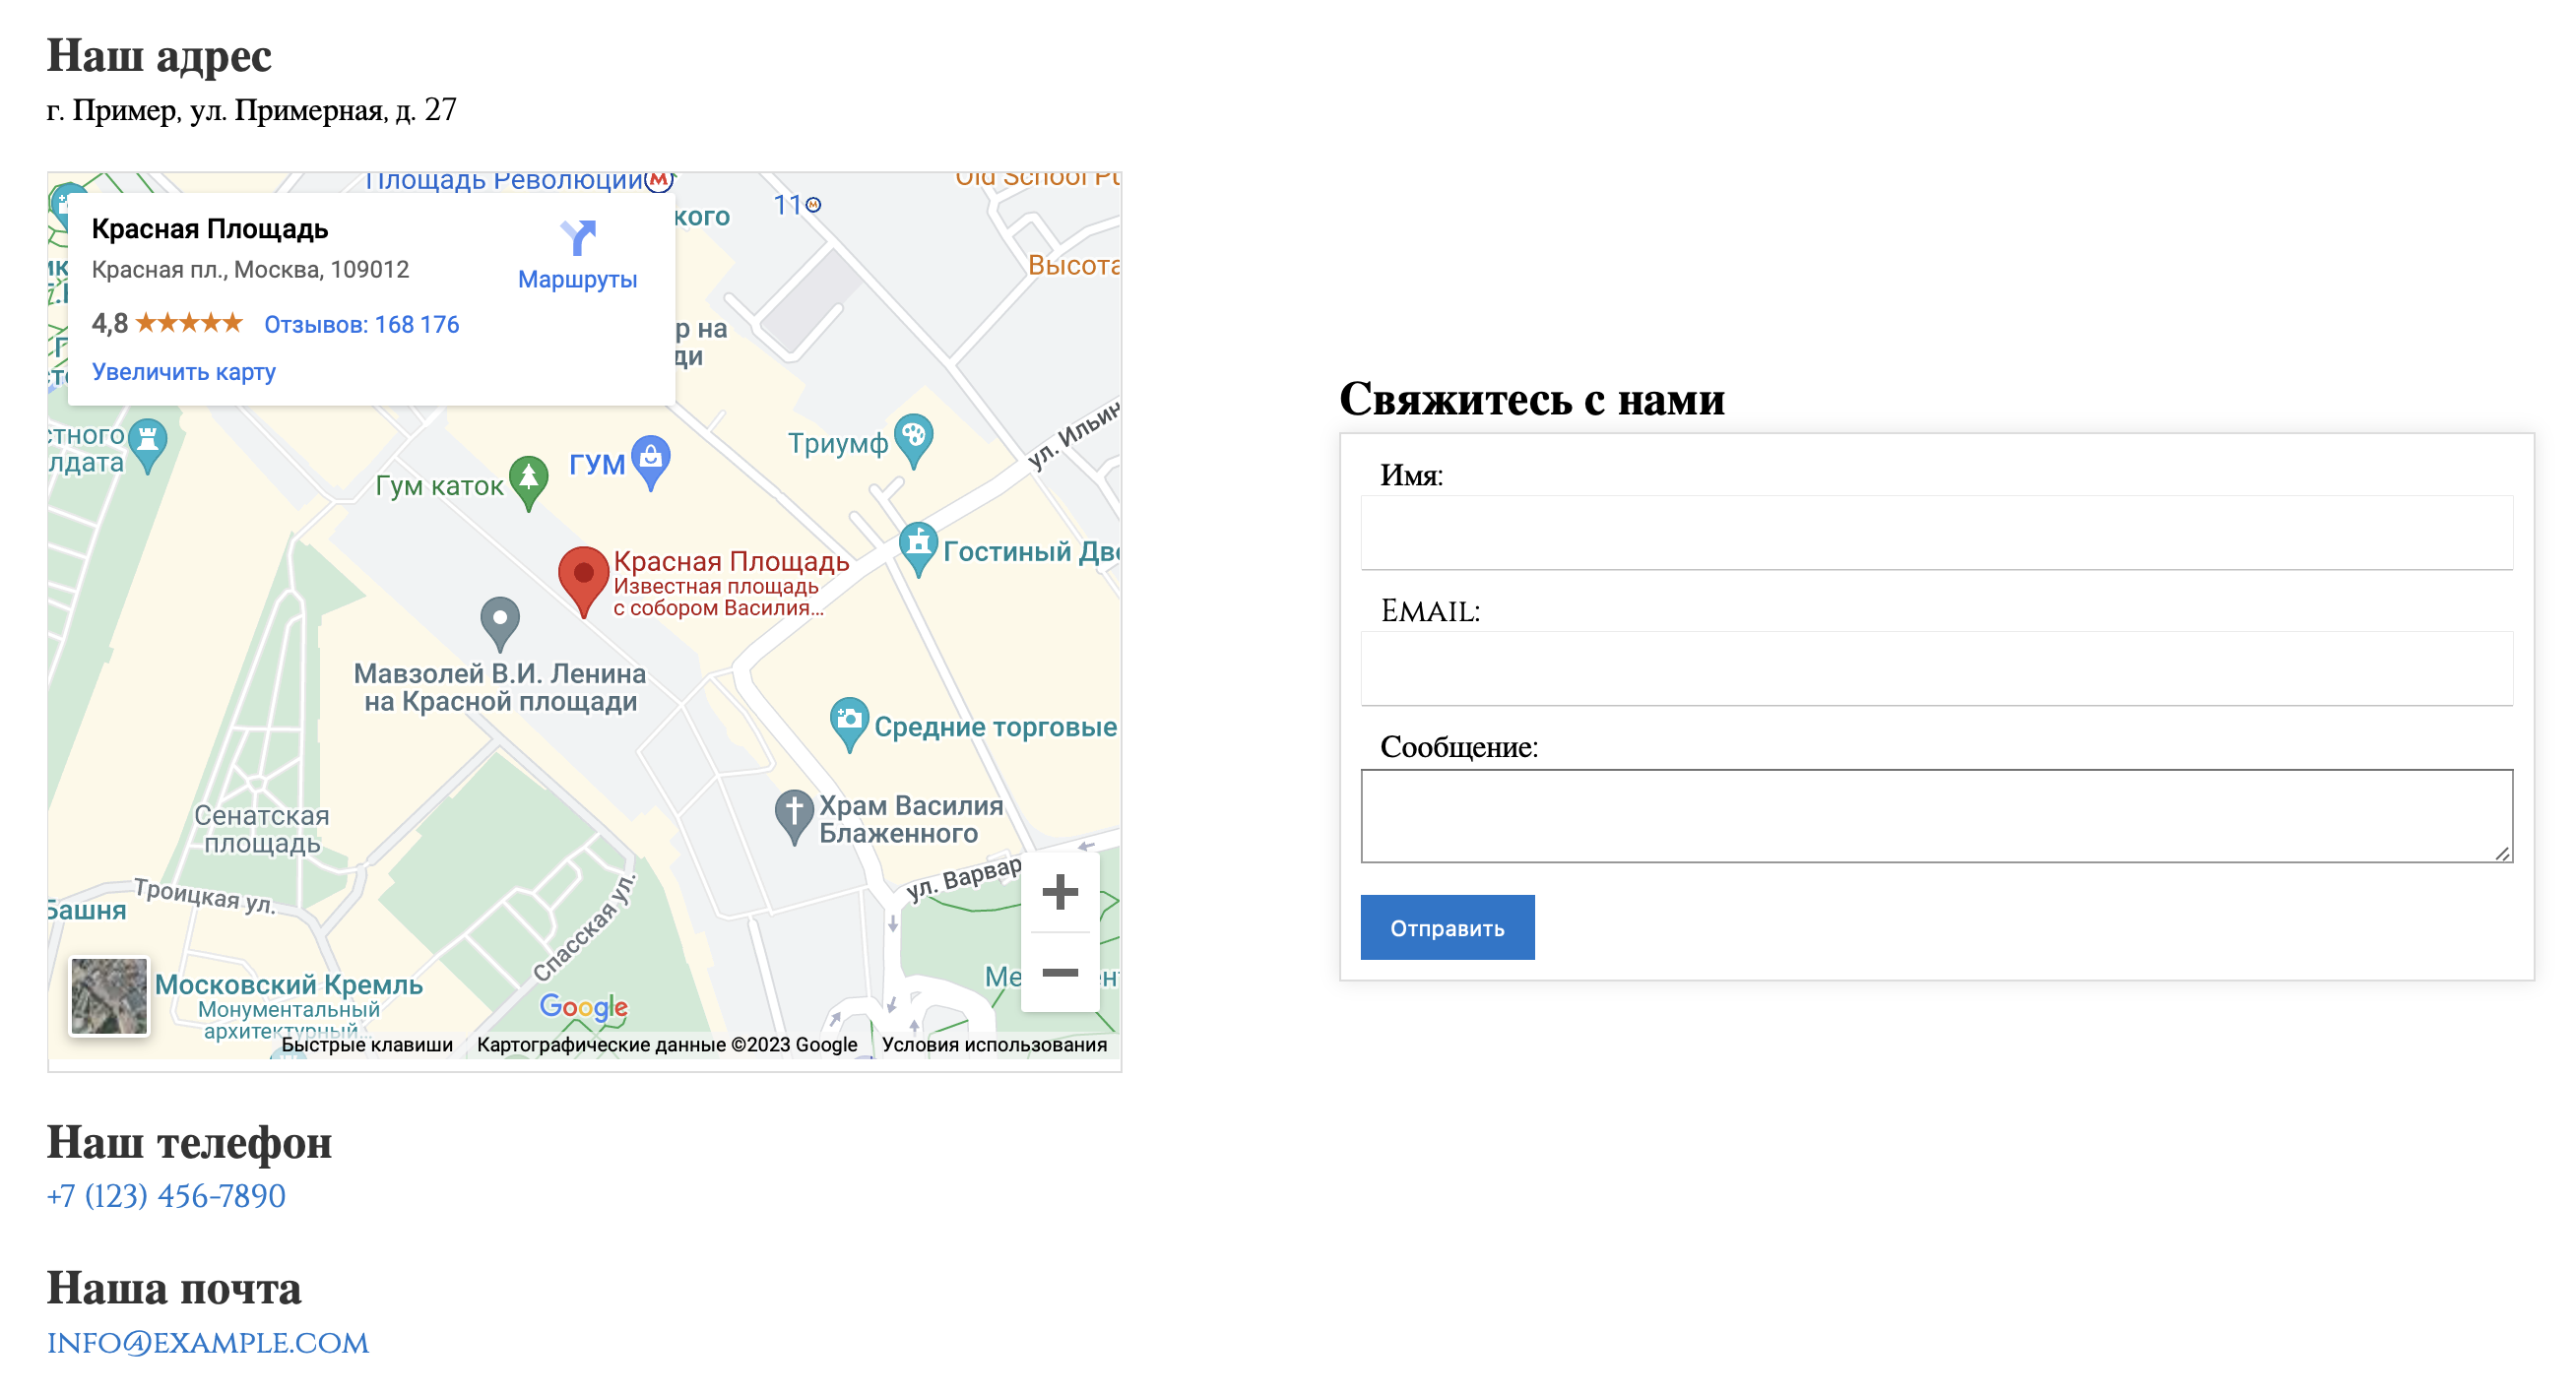 Наш адрес
г. Пример, ул. Примерная, д. 27
Площадь Революции
11
Old School
Высота
кого
Красная Площадь
Красная пл., Москва, 109012
Маршруты
4,8 Отзывов: 168 176
Увеличить карту
р на
ди
стного
лдата
Гум каток
ГУМ
Триумф
ул. Ильин
Гостиный Дво
Красная Площадь
Известная площадь
с собором Василия...
Мавзолей В.И. Ленина
на Красной площади
Средние торговые
Храм Василия
Блаженного
Сенатская
площадь
Троицкая ул.
Башня
Спасская ул.
ул. Варвар
Московский Кремль
Монументальный
архитектурный...
Google
Быстрые клавиши Картографические данные ©2023 Google Условия использования
Наш телефон
+7 (123) 456-7890
Наша почта
INFO@EXAMPLE.COM
Свяжитесь с нами
Имя:
EMAIL:
Сообщение:
Отправить